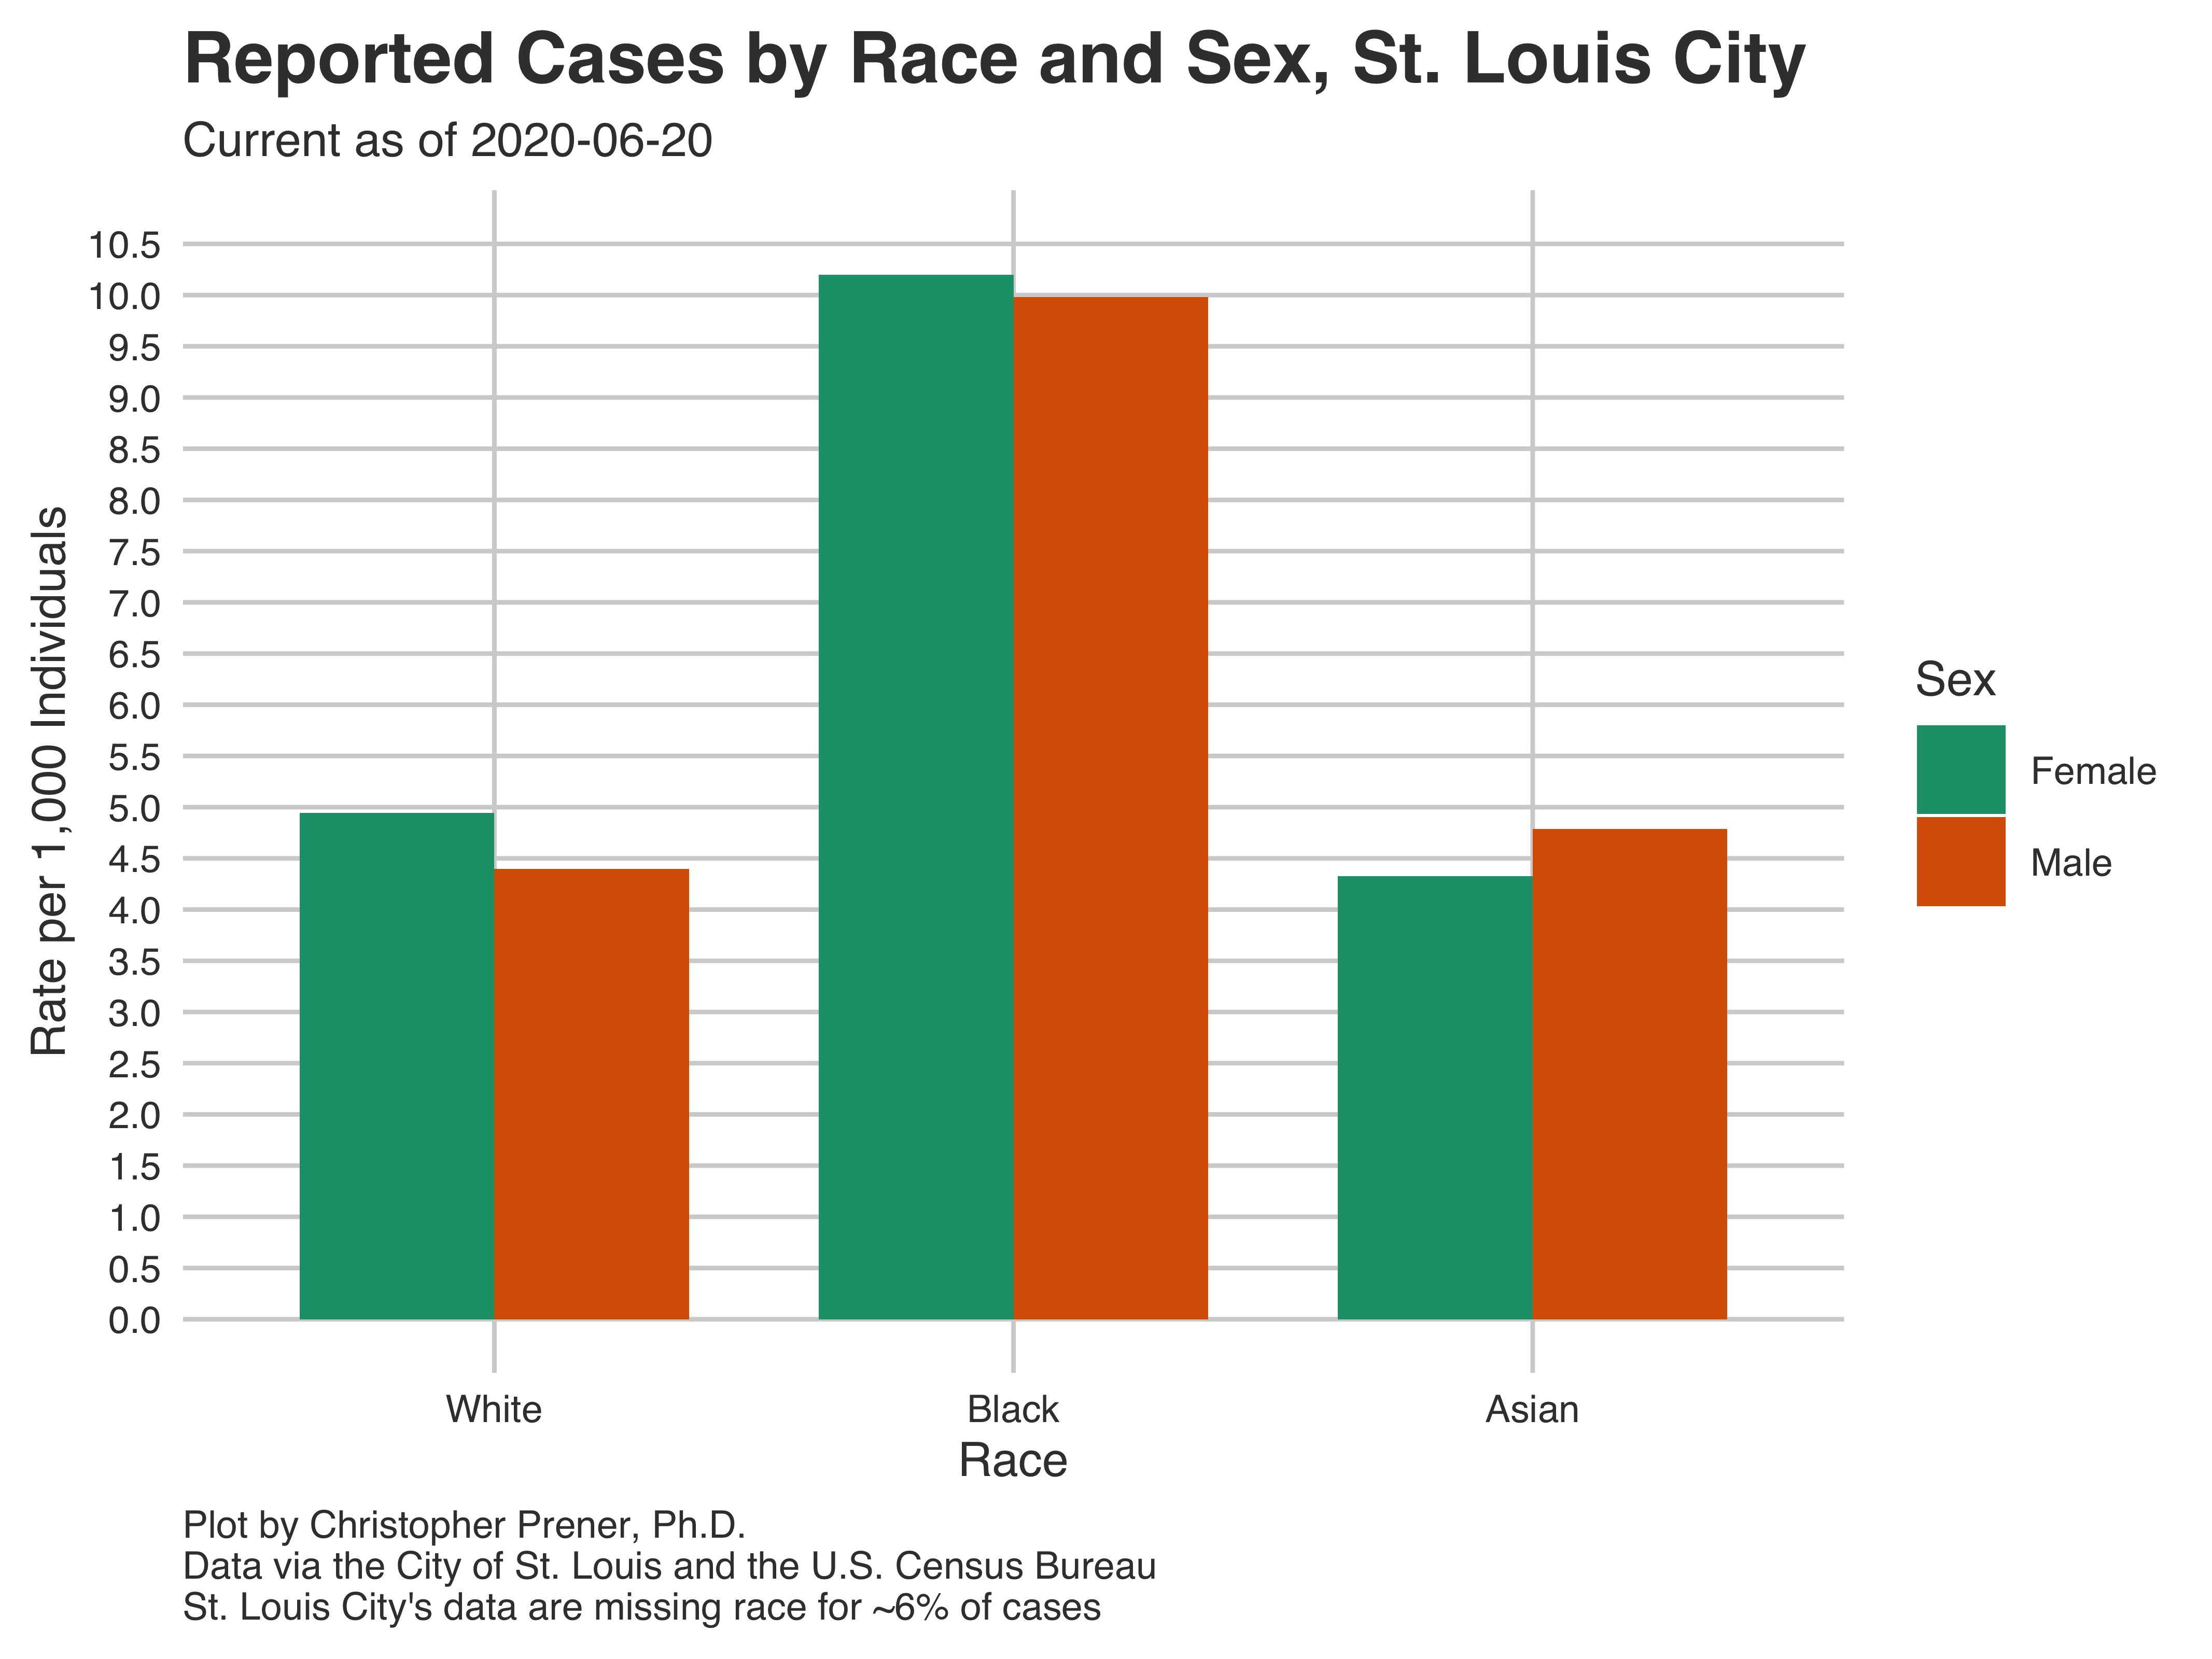 Reported Cases by Race and Sex, St. Louis City
Current as of 2020-06-20
Rate per 1,000 Individuals
10.5
10.0
9.5
9.0
8.5
8.0
7.5
7.0
6.5
6.0
5.5
5.0
4.5
4.0
3.5
3.0
2.5
2.0
1.5
1.0
0.5
0.0
White
Black
Asian
Race
Sex
Female
Male
Plot by Christopher Prener, Ph.D.
Data via the City of St. Louis and the U.S. Census Bureau
St. Louis City's data are missing race for ~6% of cases